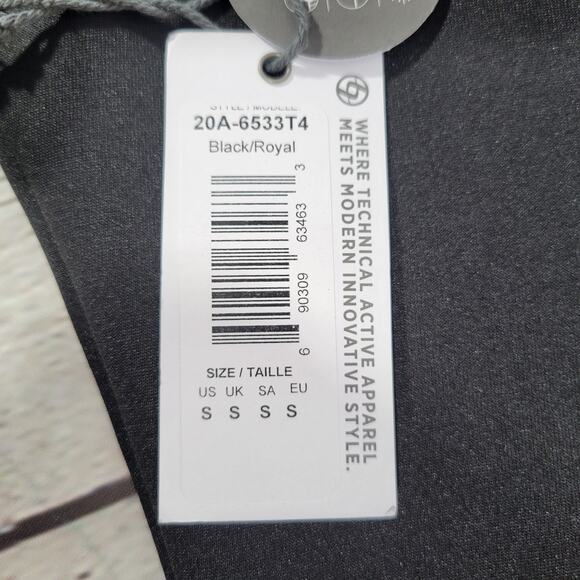 STYLE / MODELE
20A-6533T4
Black/Royal
6 90309 63463 3
SIZE / TAILLE
US UK SA EU
S S S S
WHERE TECHNICAL ACTIVE APPAREL
MEETS MODERN INNOVATIVE STYLE.